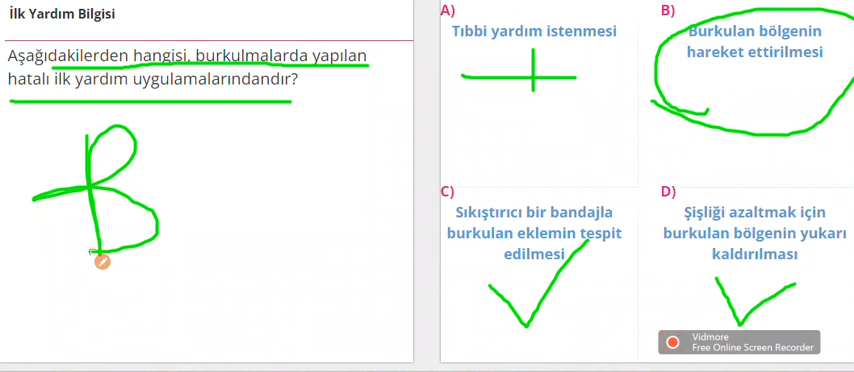 İlk Yardım Bilgisi
Aşağıdakilerden hangisi, burkulmalarda yapılan
hatalı ilk yardım uygulamalarındandır?
B
A)
Tıbbi yardım istenmesi
B)
Burkulan bölgenin
hareket ettirilmesi
C)
Sıkıştırıcı bir bandajla
burkulan eklemin tespit
edilmesi
D)
Şişliği azaltmak için
burkulan bölgenin yukarı
kaldırılması
Vidmore
Free Online Screen Recorder